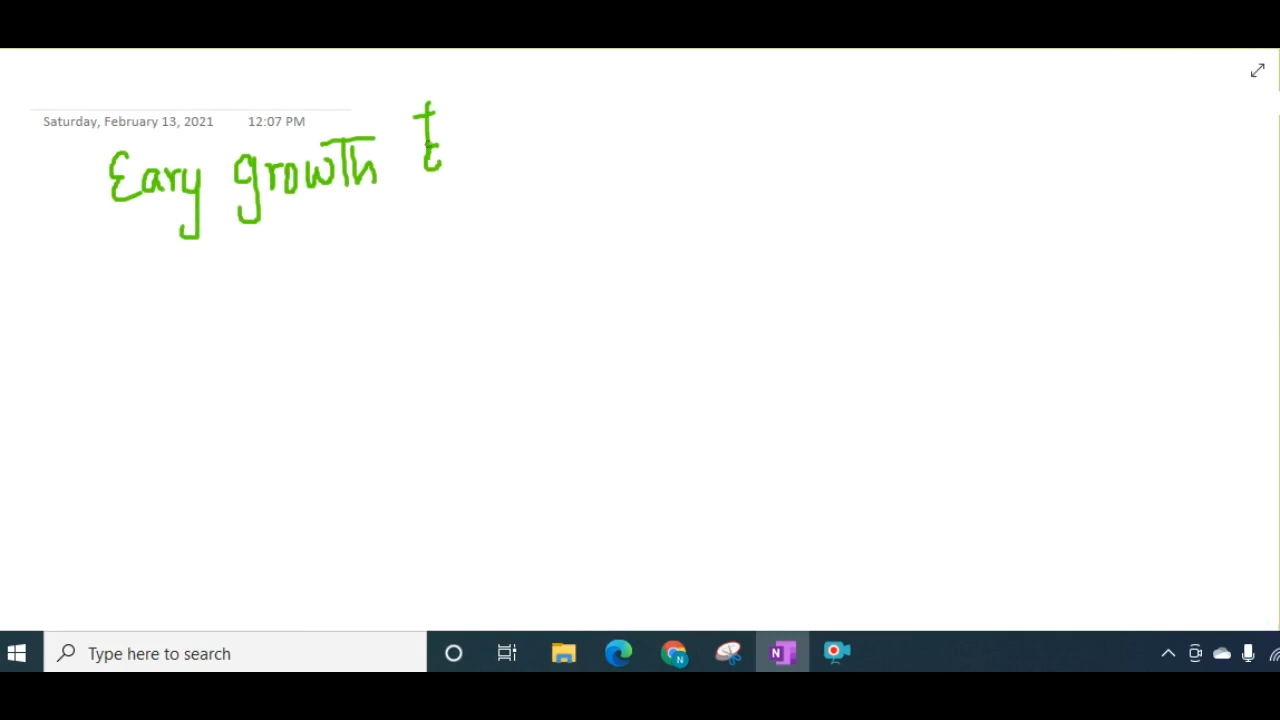 Saturday, February 13, 2021 12:07 PM
Eary growth t
Type here to search